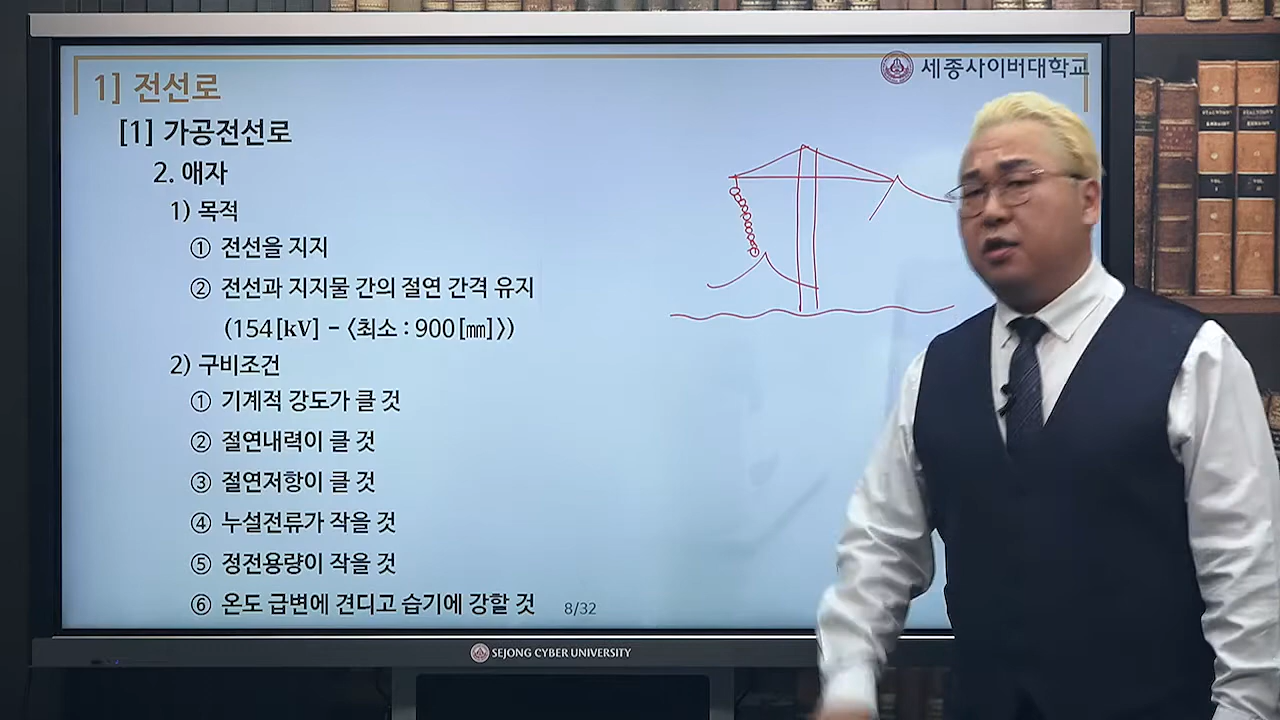 세종사이버대학교
1] 전선로
[1] 가공전선로
2. 애자
1) 목적
① 전선을 지지
② 전선과 지지물 간의 절연 간격 유지
(154[kV] - <최소 : 900[㎜]>)
2) 구비조건
① 기계적 강도가 클 것
② 절연내력이 클 것
③ 절연저항이 클 것
④ 누설전류가 작을 것
⑤ 정전용량이 작을 것
⑥ 온도 급변에 견디고 습기에 강할 것
8/32
SEJONG CYBER UNIVERSITY